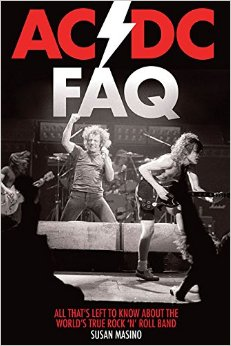 AC⚡DC
FAQ
ALL THAT'S LEFT TO KNOW ABOUT THE
WORLD'S TRUE ROCK 'N' ROLL BAND
SUSAN MASINO